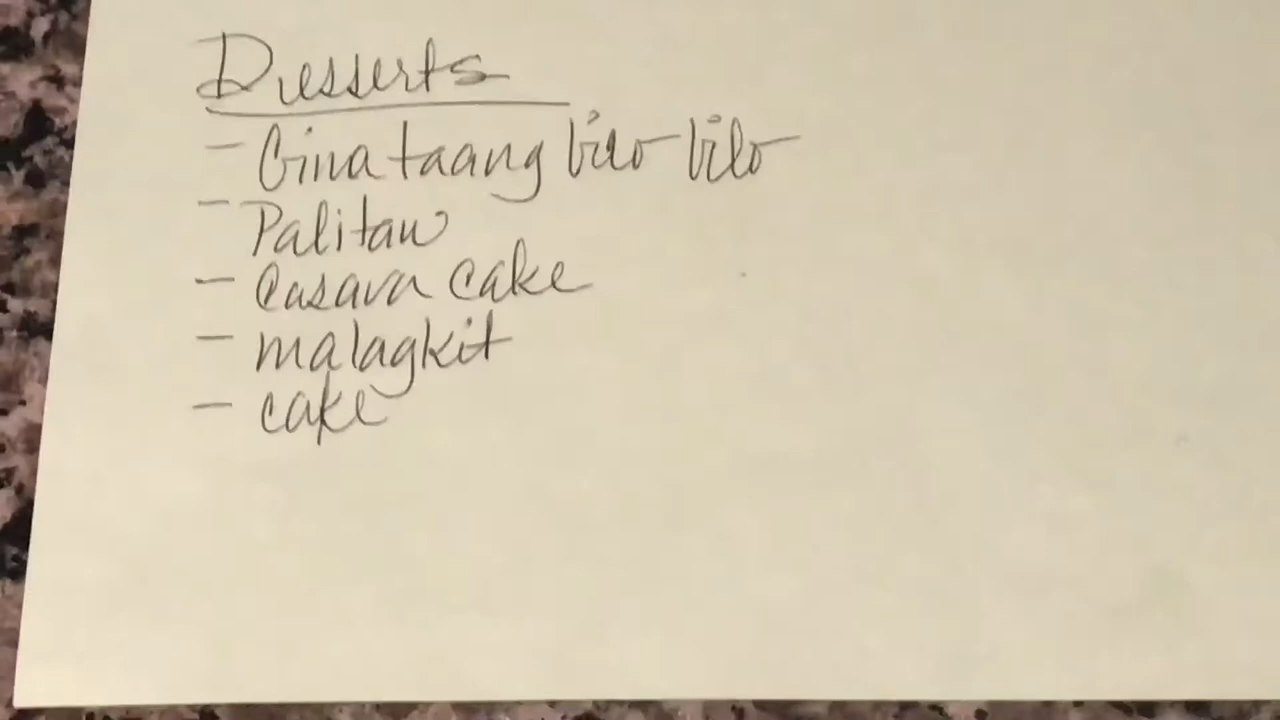 Desserts
- Ginataang bilo bilo
- Palitaw
- Casava cake
- malagkit
- cake